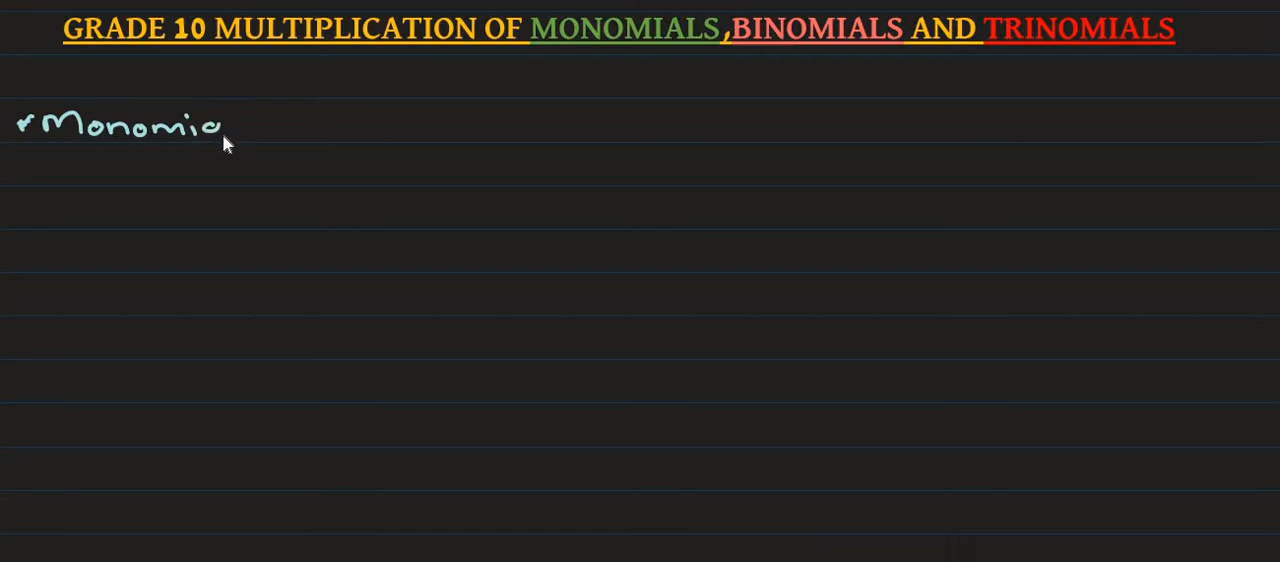 GRADE 10 MULTIPLICATION OF MONOMIALS,BINOMIALS AND TRINOMIALS
* Monomia